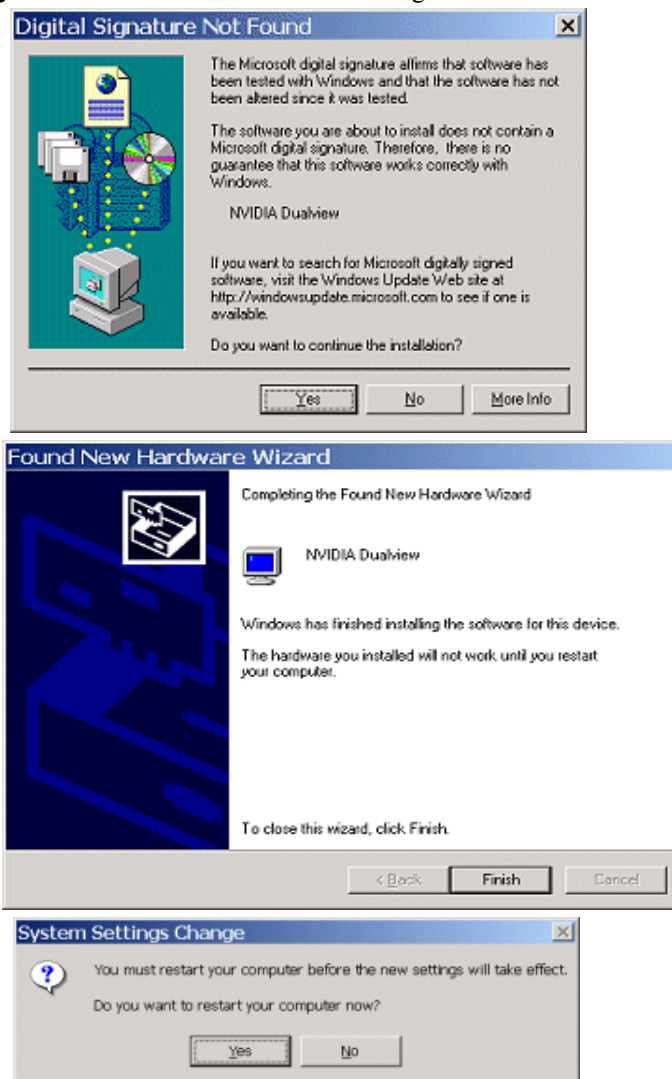 Digital Signature Not Found
The Microsoft digital signature affirms that software has
been tested with Windows and that the software has not
been altered since it was tested.
The software you are about to install does not contain a
Microsoft digital signature. Therefore, there is no
guarantee that this software works correctly with
Windows.
NVIDIA Dualview
If you want to search for Microsoft digitally signed
software, visit the Windows Update Web site at
http://windowsupdate.microsoft.com to see if one is
available.
Do you want to continue the installation?
Yes No More Info
Found New Hardware Wizard
Completing the Found New Hardware Wizard
NVIDIA Dualview
Windows has finished installing the software for this device.
The hardware you installed will not work until you restart
your computer.
To close this wizard, click Finish.
< Back Finish Cancel
System Settings Change
You must restart your computer before the new settings will take effect.
Do you want to restart your computer now?
Yes No